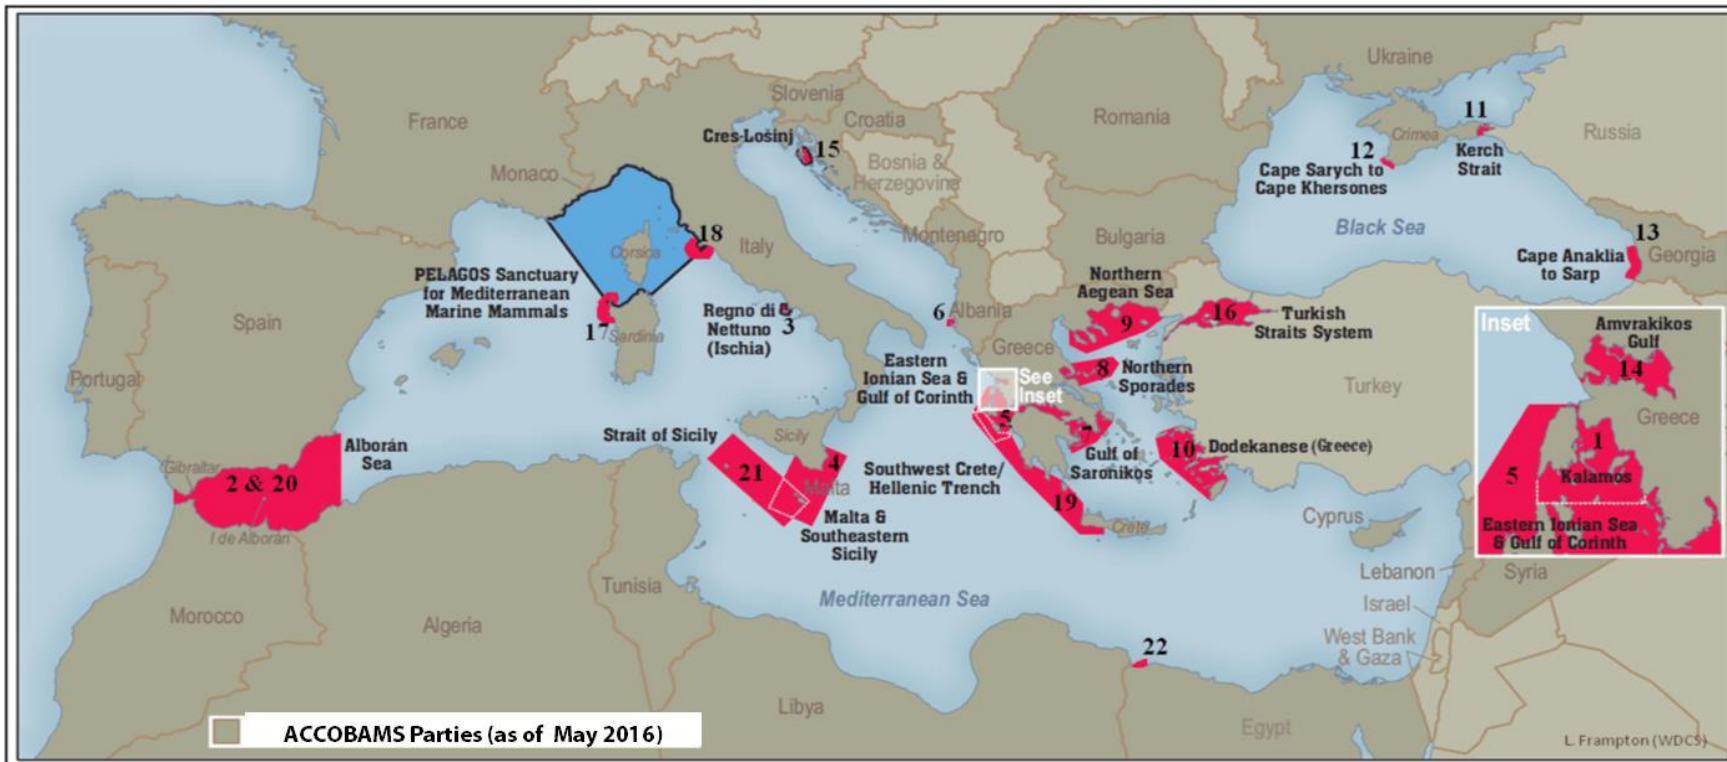 Ukraine
Slovenia
France
Croatia
Romania
11
Russia
Cres-Lošinj
15
Crimea
Monaco
Bosnia &
Herzegovina
12
Kerch
Strait
Cape Sarych to
Cape Khersones
Black Sea
18
Italy
Montenegro
Bulgaria
13
Corsica
Cape Anaklia
to Sarp
Georgia
PELAGOS Sanctuary
for Mediterranean
Marine Mammals
Northern
Aegean Sea
Spain
17
Sardinia
Regno di
Nettuno
(Ischia)
3
6
Albania
9
16
Turkish
Straits System
Inset
Amvrakikos
Gulf
14
Greece
1
Kalamos
5
Eastern Ionian Sea
& Gulf of Corinth
Greece
Eastern
Ionian Sea &
Gulf of Corinth
See
Inset
8
Northern
Sporades
Portugal
Turkey
5
7
Gulf of
Saronikos
10
Dodekanese (Greece)
Strait of Sicily
Sicily
Alborán
Sea
Gibraltar
2 & 20
I de Alborán
21
4
Malta
Southwest Crete/
Hellenic Trench
19
Crete
Malta &
Southeastern
Sicily
Cyprus
Lebanon
Syria
Tunisia
Mediterranean Sea
Israel
Morocco
Algeria
West Bank
& Gaza
22
Libya
Egypt
ACCOBAMS Parties (as of May 2016)
L. Frampton (WDCS)